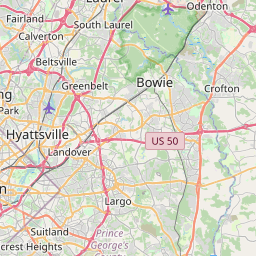 Laurel
Odenton
Fairland
South Laurel
Calverton
Beltsville
Bowie
Greenbelt
Crofton
Hyattsville
US 50
Landover
Largo
Suitland
Prince
George's
County
crest Heights